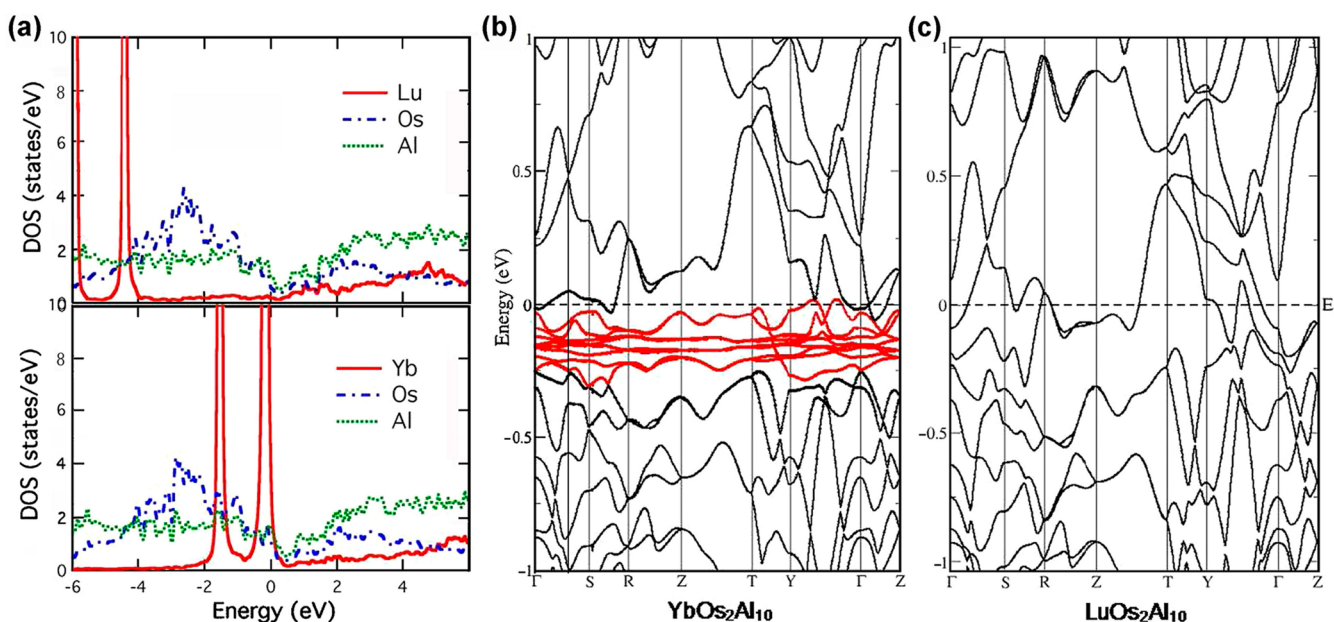 (a)
10
8
6
4
2
0
DOS (states/eV)
Lu
Os
Al
10
8
6
4
2
0
DOS (states/eV)
Yb
Os
Al
-6
-4
-2
0
2
4
Energy (eV)
(b)
1
0.5
0
-0.5
-1
Energy (eV)
Γ
S
R
Z
T
Y
Γ
Z
YbOs₂Al₁₀
(c)
1
0.5
0
-0.5
-1
E
Γ
S
R
Z
T
Y
Γ
Z
LuOs₂Al₁₀